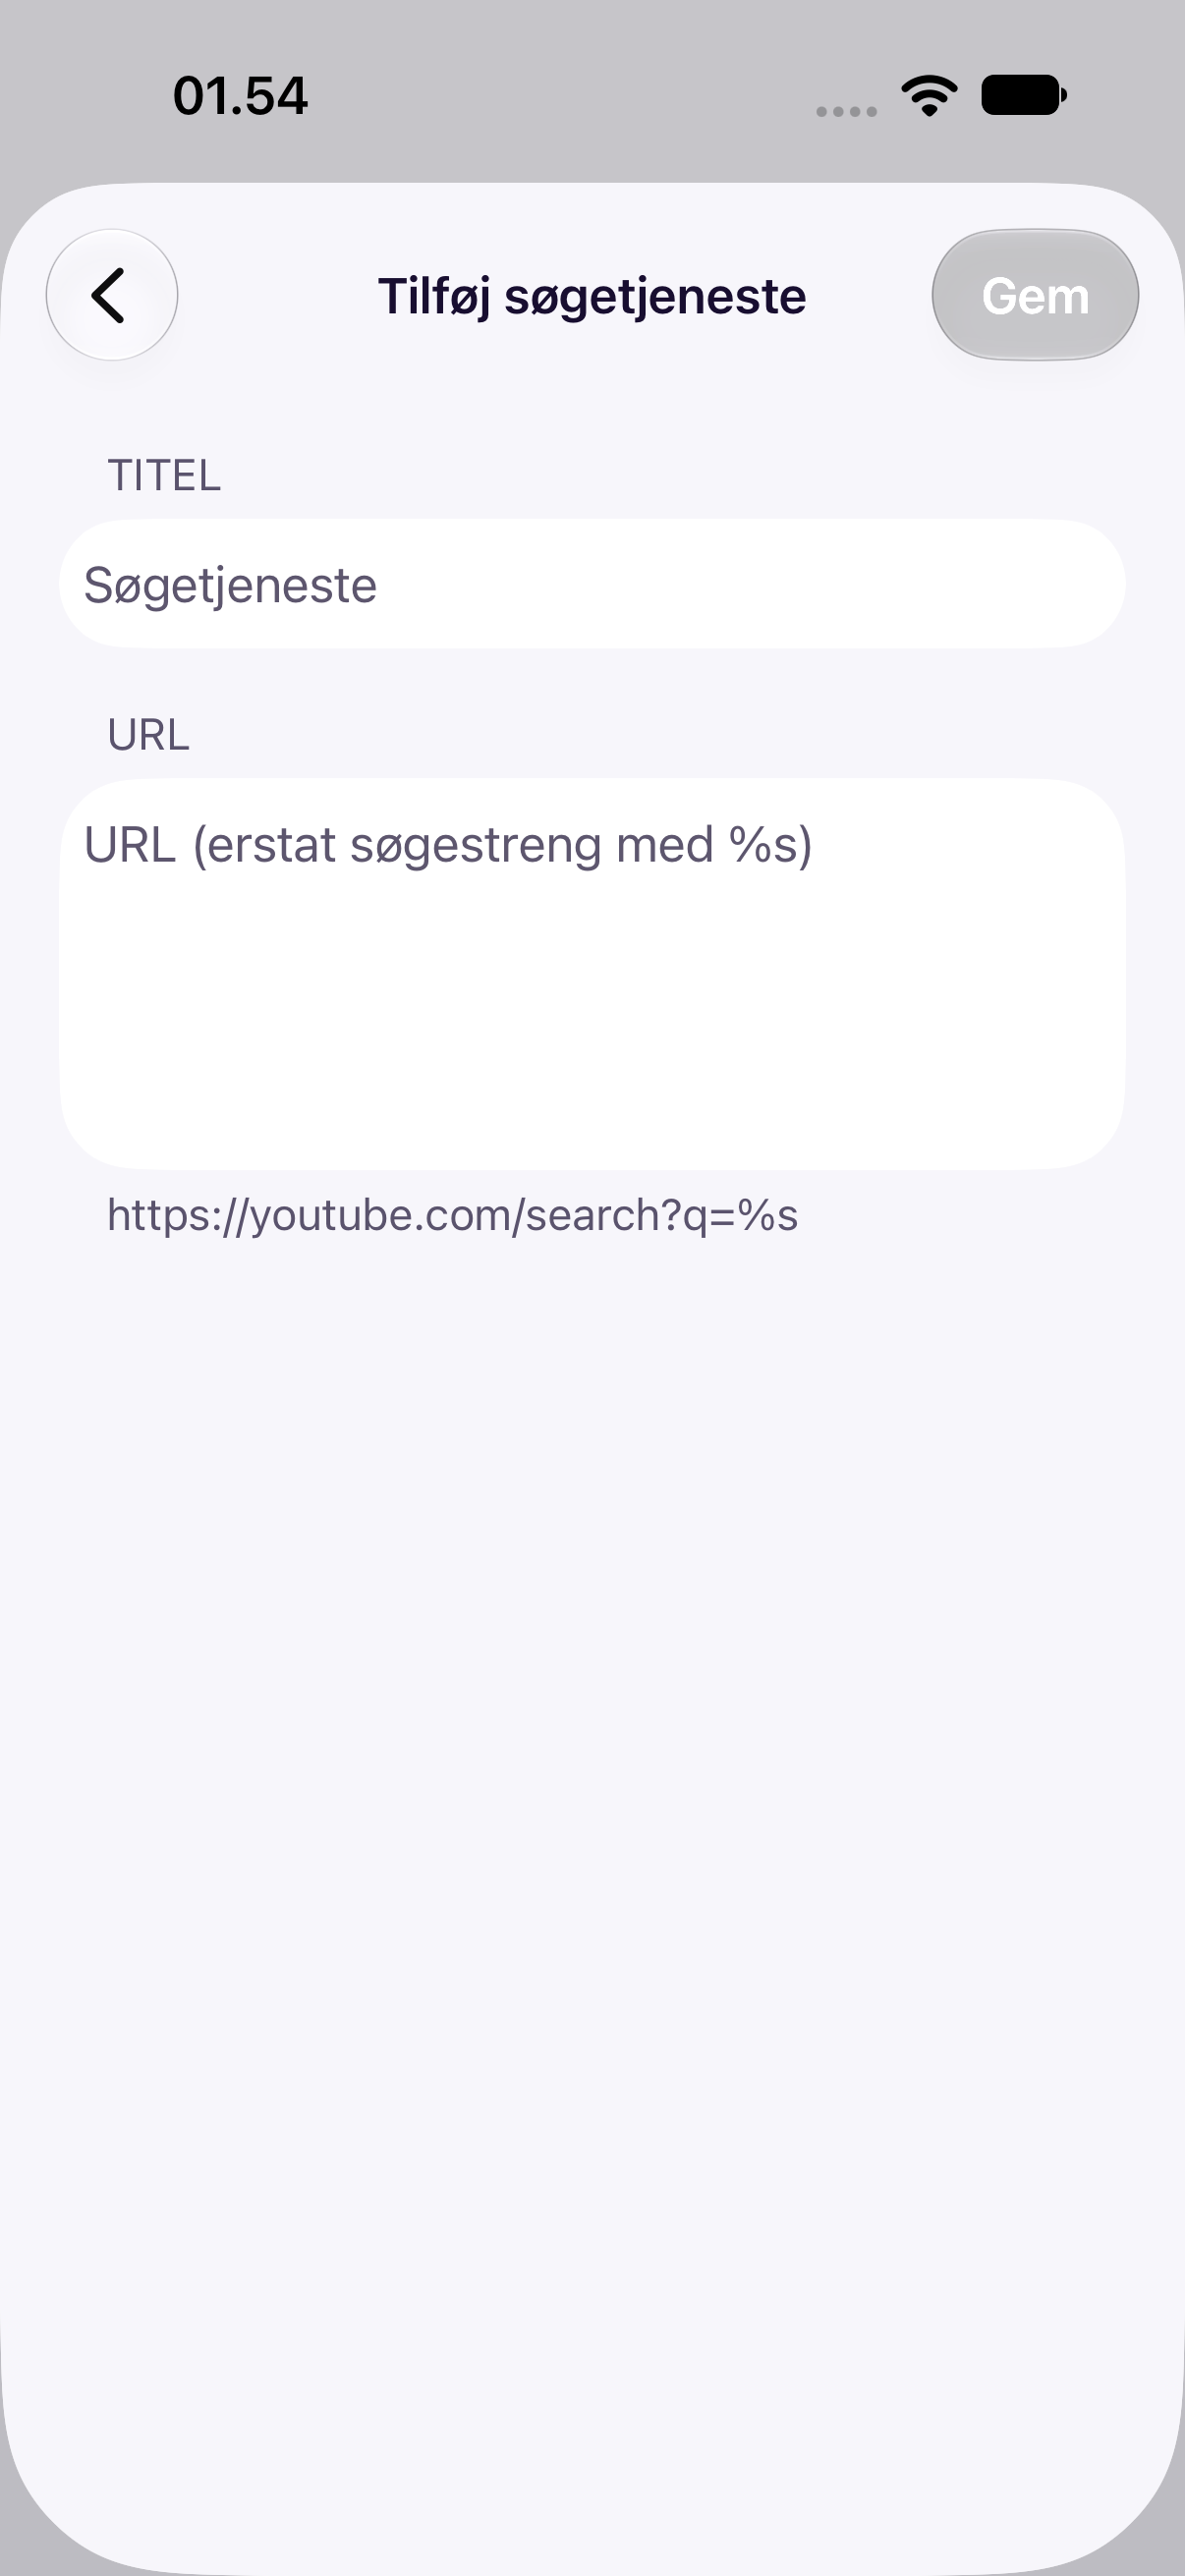 01.54
Tilføj søgetjeneste
Gem
TITEL
Søgetjeneste
URL
URL (erstat søgestreng med %s)
https://youtube.com/search?q=%s